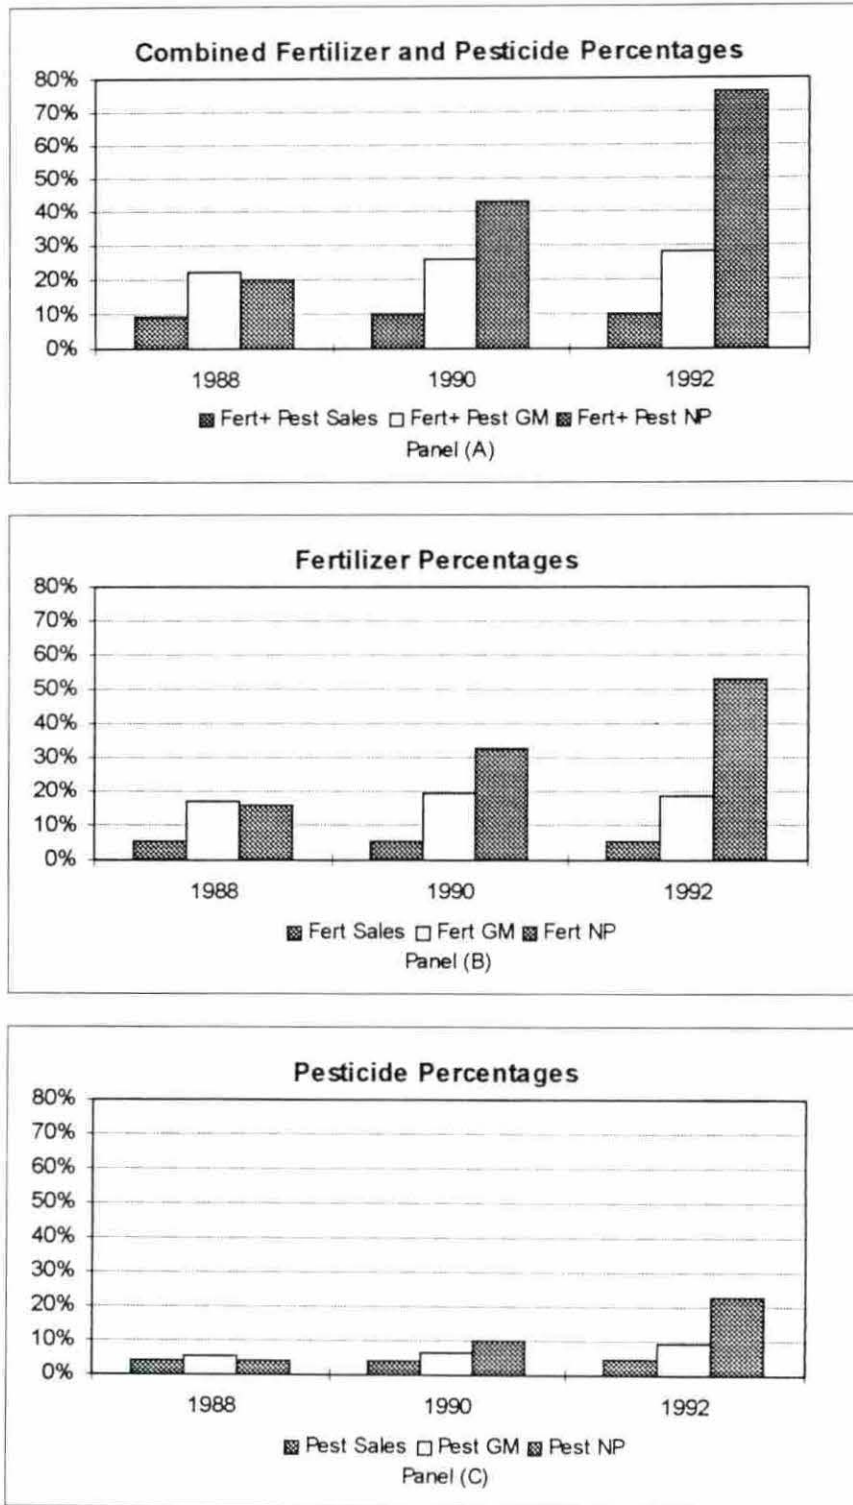 Combined Fertilizer and Pesticide Percentages
80%
70%
60%
50%
40%
30%
20%
10%
0%
1988 1990 1992
Fert+ Pest Sales Fert+ Pest GM Fert+ Pest NP
Panel (A)
Fertilizer Percentages
80%
70%
60%
50%
40%
30%
20%
10%
0%
1988 1990 1992
Fert Sales Fert GM Fert NP
Panel (B)
Pesticide Percentages
80%
70%
60%
50%
40%
30%
20%
10%
0%
1988 1990 1992
Pest Sales Pest GM Pest NP
Panel (C)